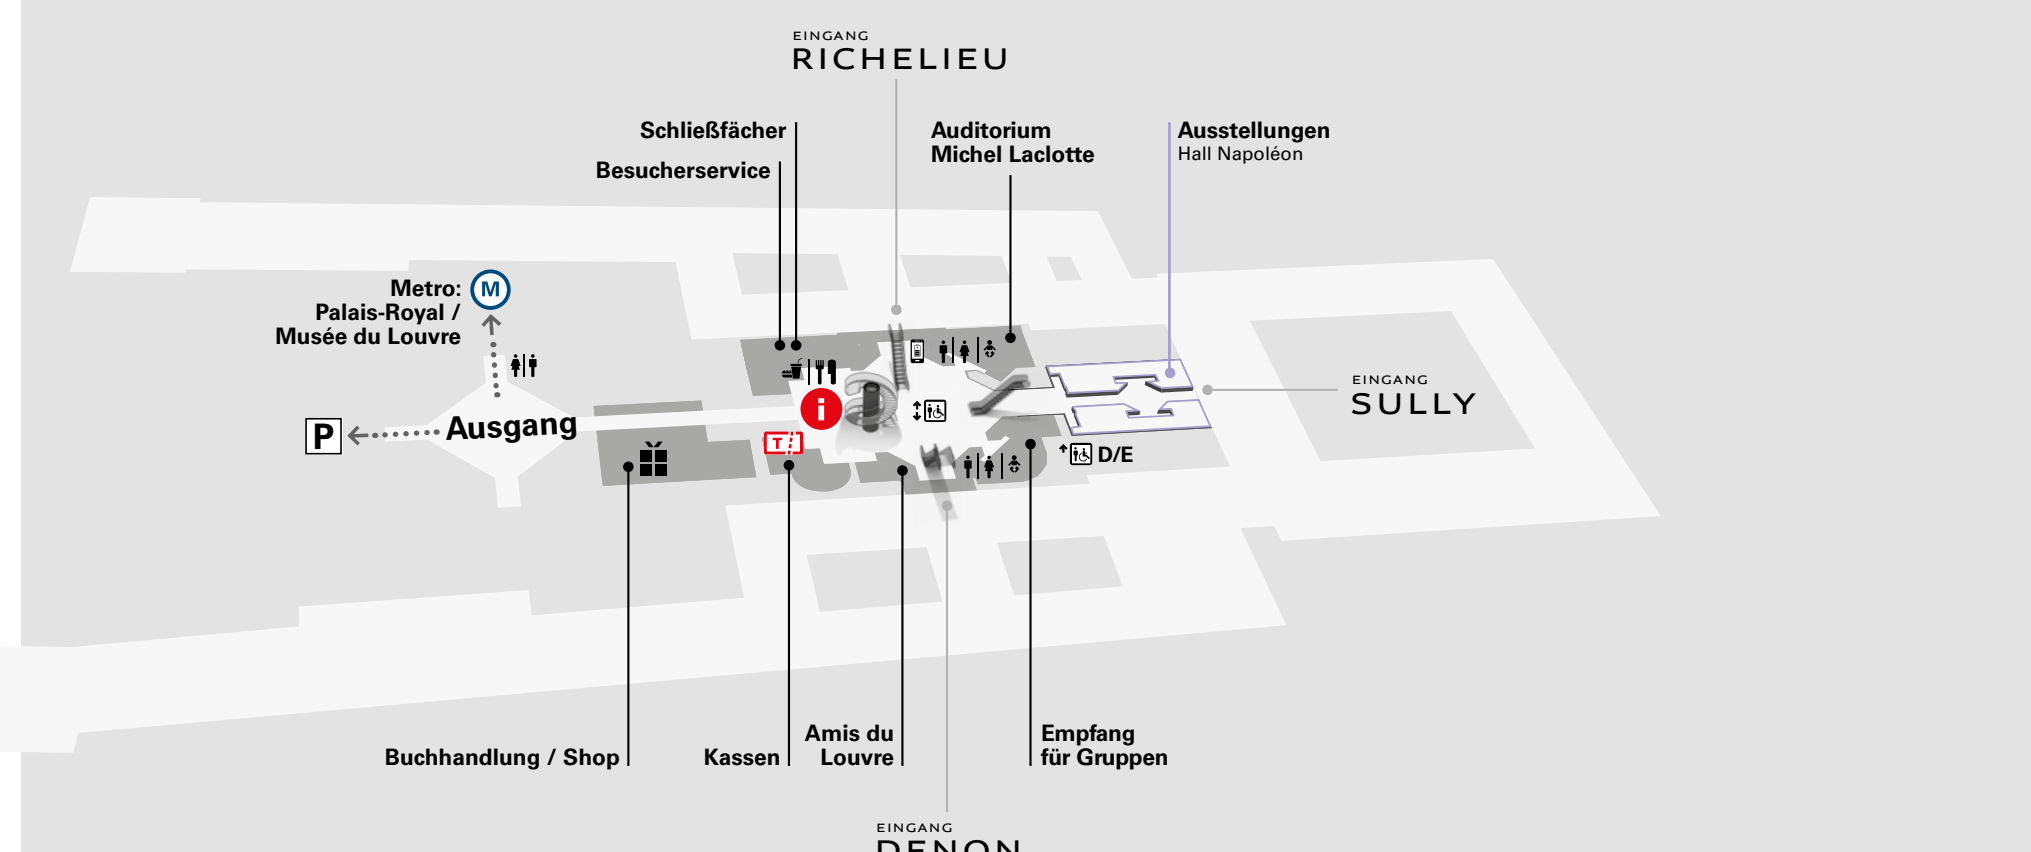 EINGANG
RICHELIEU
Schließfächer
Besucherservice
Auditorium
Michel Laclotte
Ausstellungen
Hall Napoléon
Metro:
Palais-Royal /
Musée du Louvre
M
EINGANG
SULLY
P
Ausgang
i
T
D/E
Buchhandlung / Shop
Kassen
Amis du
Louvre
Empfang
für Gruppen
EINGANG
DENON